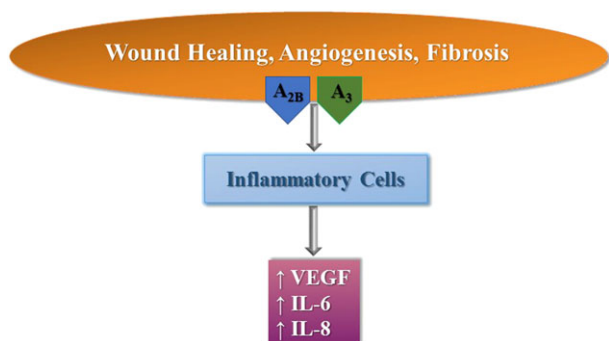 Wound Healing, Angiogenesis, Fibrosis
A2B A3
Inflammatory Cells
↑ VEGF
↑ IL-6
↑ IL-8